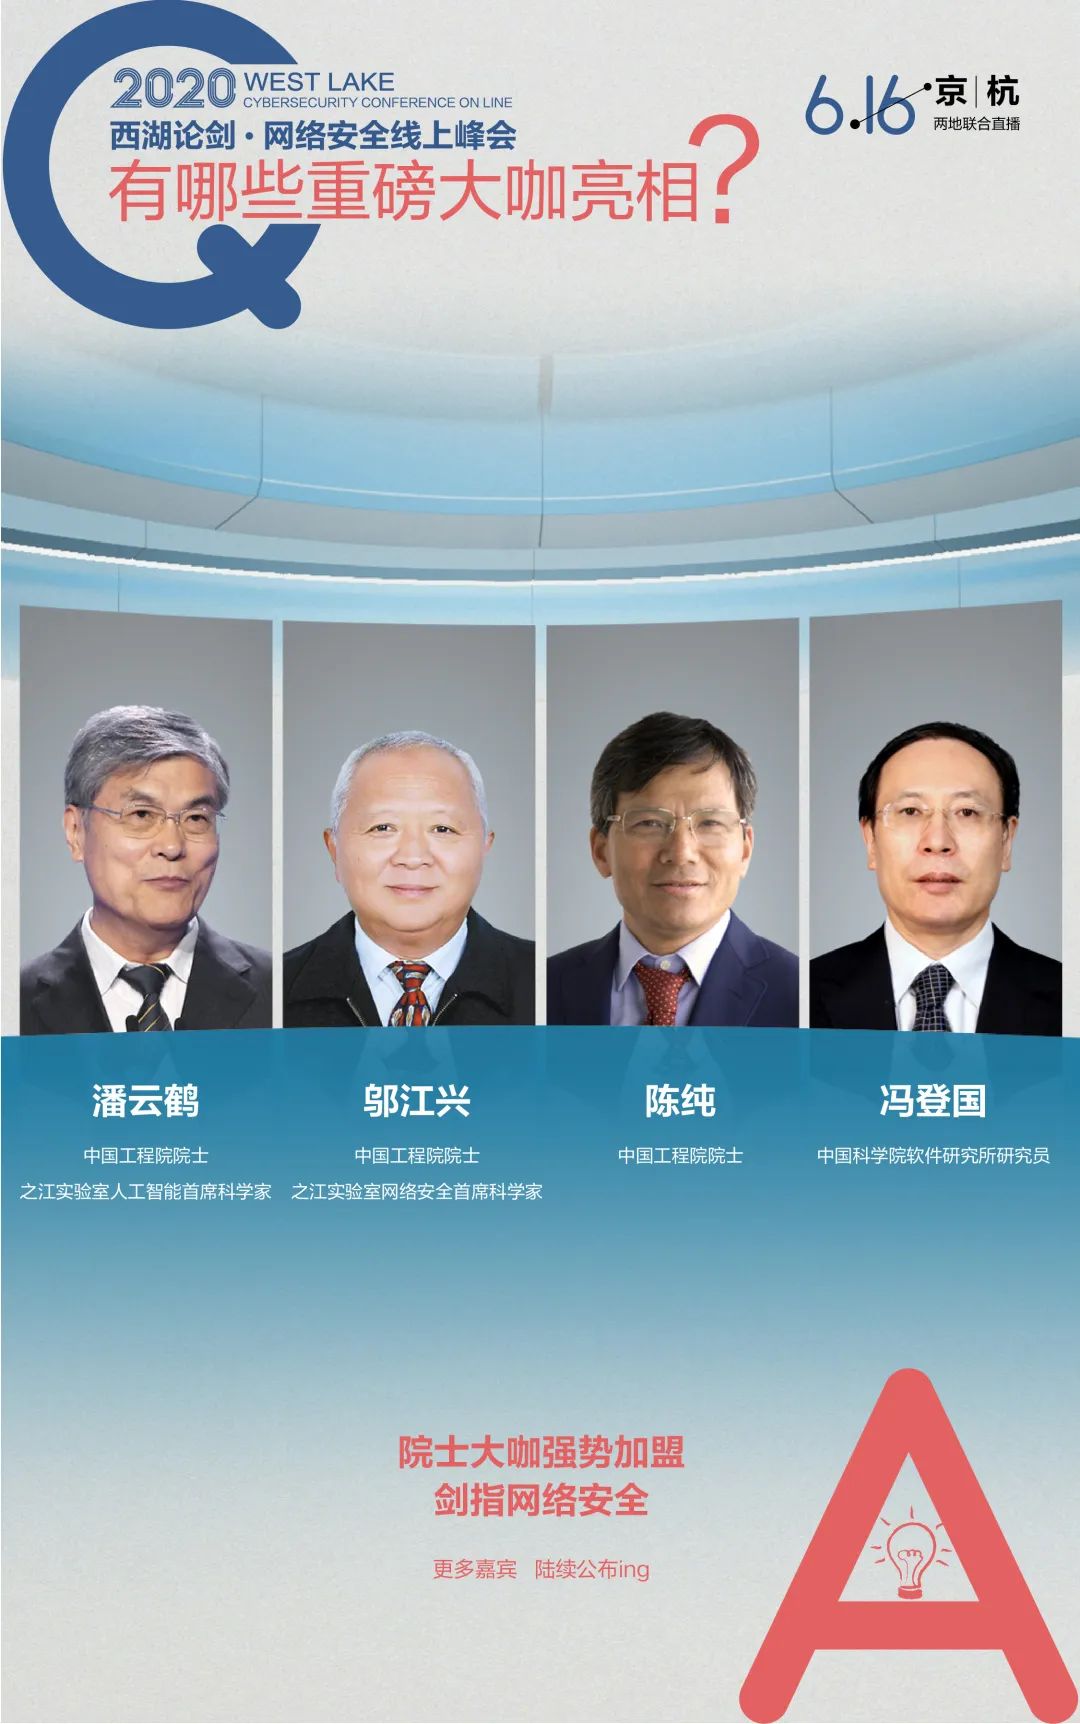 2020 WEST LAKE
CYBERSECURITY CONFERENCE ON LINE
西湖论剑·网络安全线上峰会
有哪些重磅大咖亮相?
6.16 京|杭
两地联合直播
潘云鹤
中国工程院院士
之江实验室人工智能首席科学家
邬江兴
中国工程院院士
之江实验室网络安全首席科学家
陈纯
中国工程院院士
冯登国
中国科学院软件研究所研究员
院士大咖强势加盟
剑指网络安全
更多嘉宾 陆续公布ing